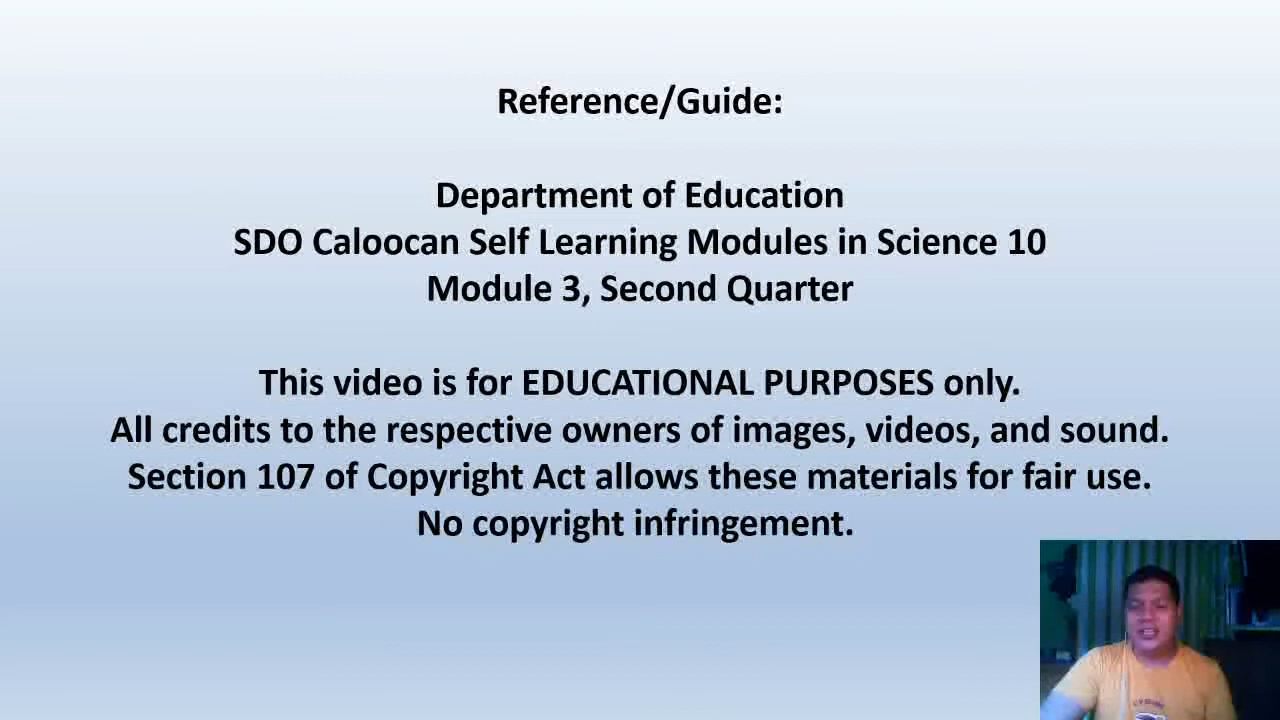 Reference/Guide:
Department of Education
SDO Caloocan Self Learning Modules in Science 10
Module 3, Second Quarter
This video is for EDUCATIONAL PURPOSES only.
All credits to the respective owners of images, videos, and sound.
Section 107 of Copyright Act allows these materials for fair use.
No copyright infringement.